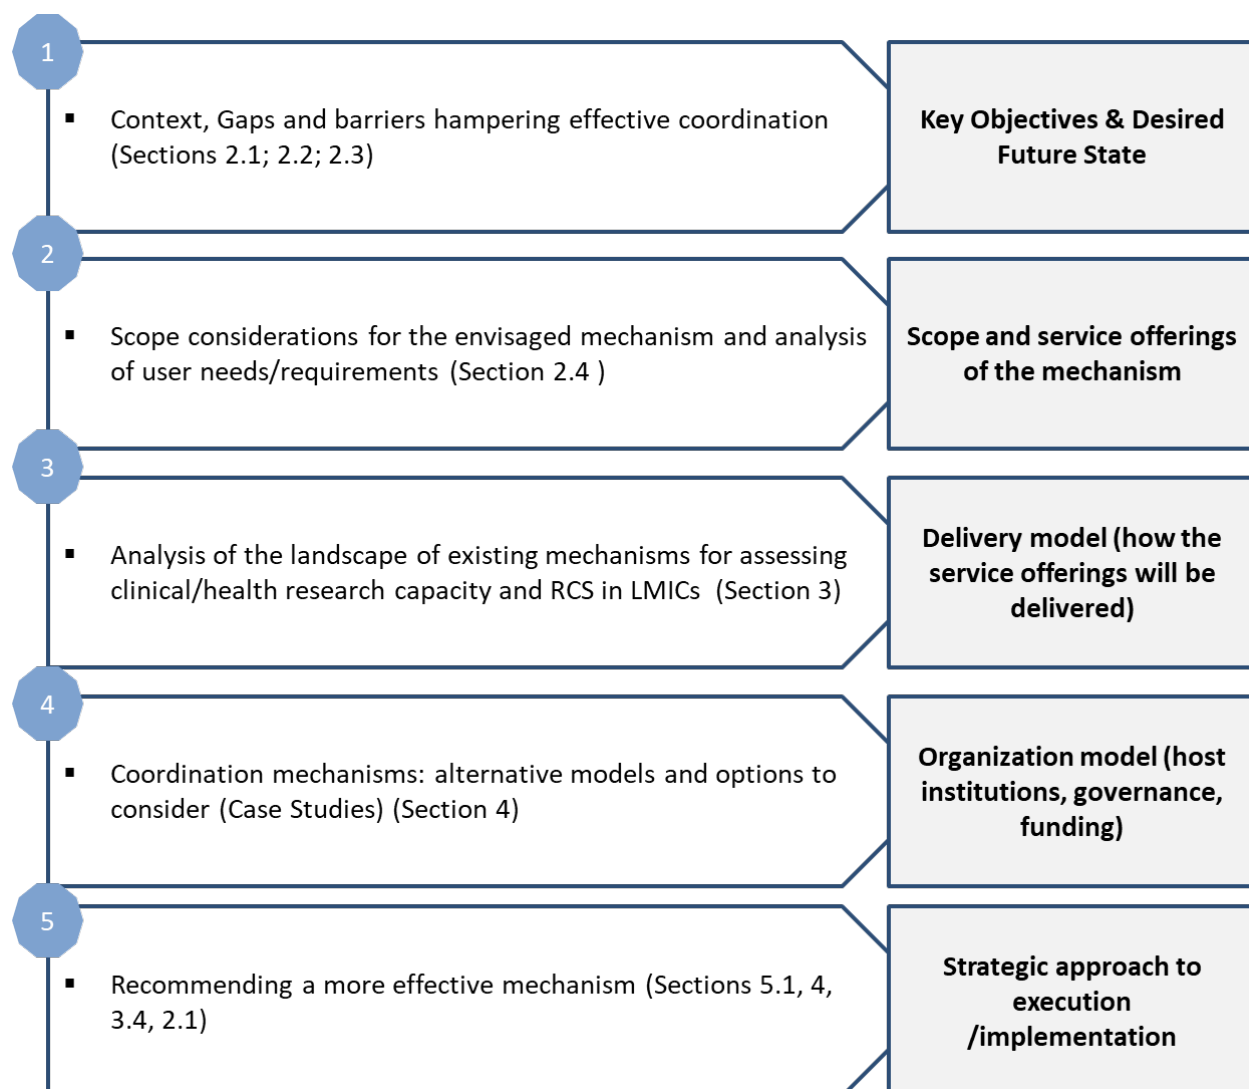 1
▪ Context, Gaps and barriers hampering effective coordination
(Sections 2.1; 2.2; 2.3)
Key Objectives & Desired
Future State
2
▪ Scope considerations for the envisaged mechanism and analysis
of user needs/requirements (Section 2.4 )
Scope and service offerings
of the mechanism
3
▪ Analysis of the landscape of existing mechanisms for assessing
clinical/health research capacity and RCS in LMICs (Section 3)
Delivery model (how the
service offerings will be
delivered)
4
▪ Coordination mechanisms: alternative models and options to
consider (Case Studies) (Section 4)
Organization model (host
institutions, governance,
funding)
5
▪ Recommending a more effective mechanism (Sections 5.1, 4,
3.4, 2.1)
Strategic approach to
execution
/implementation